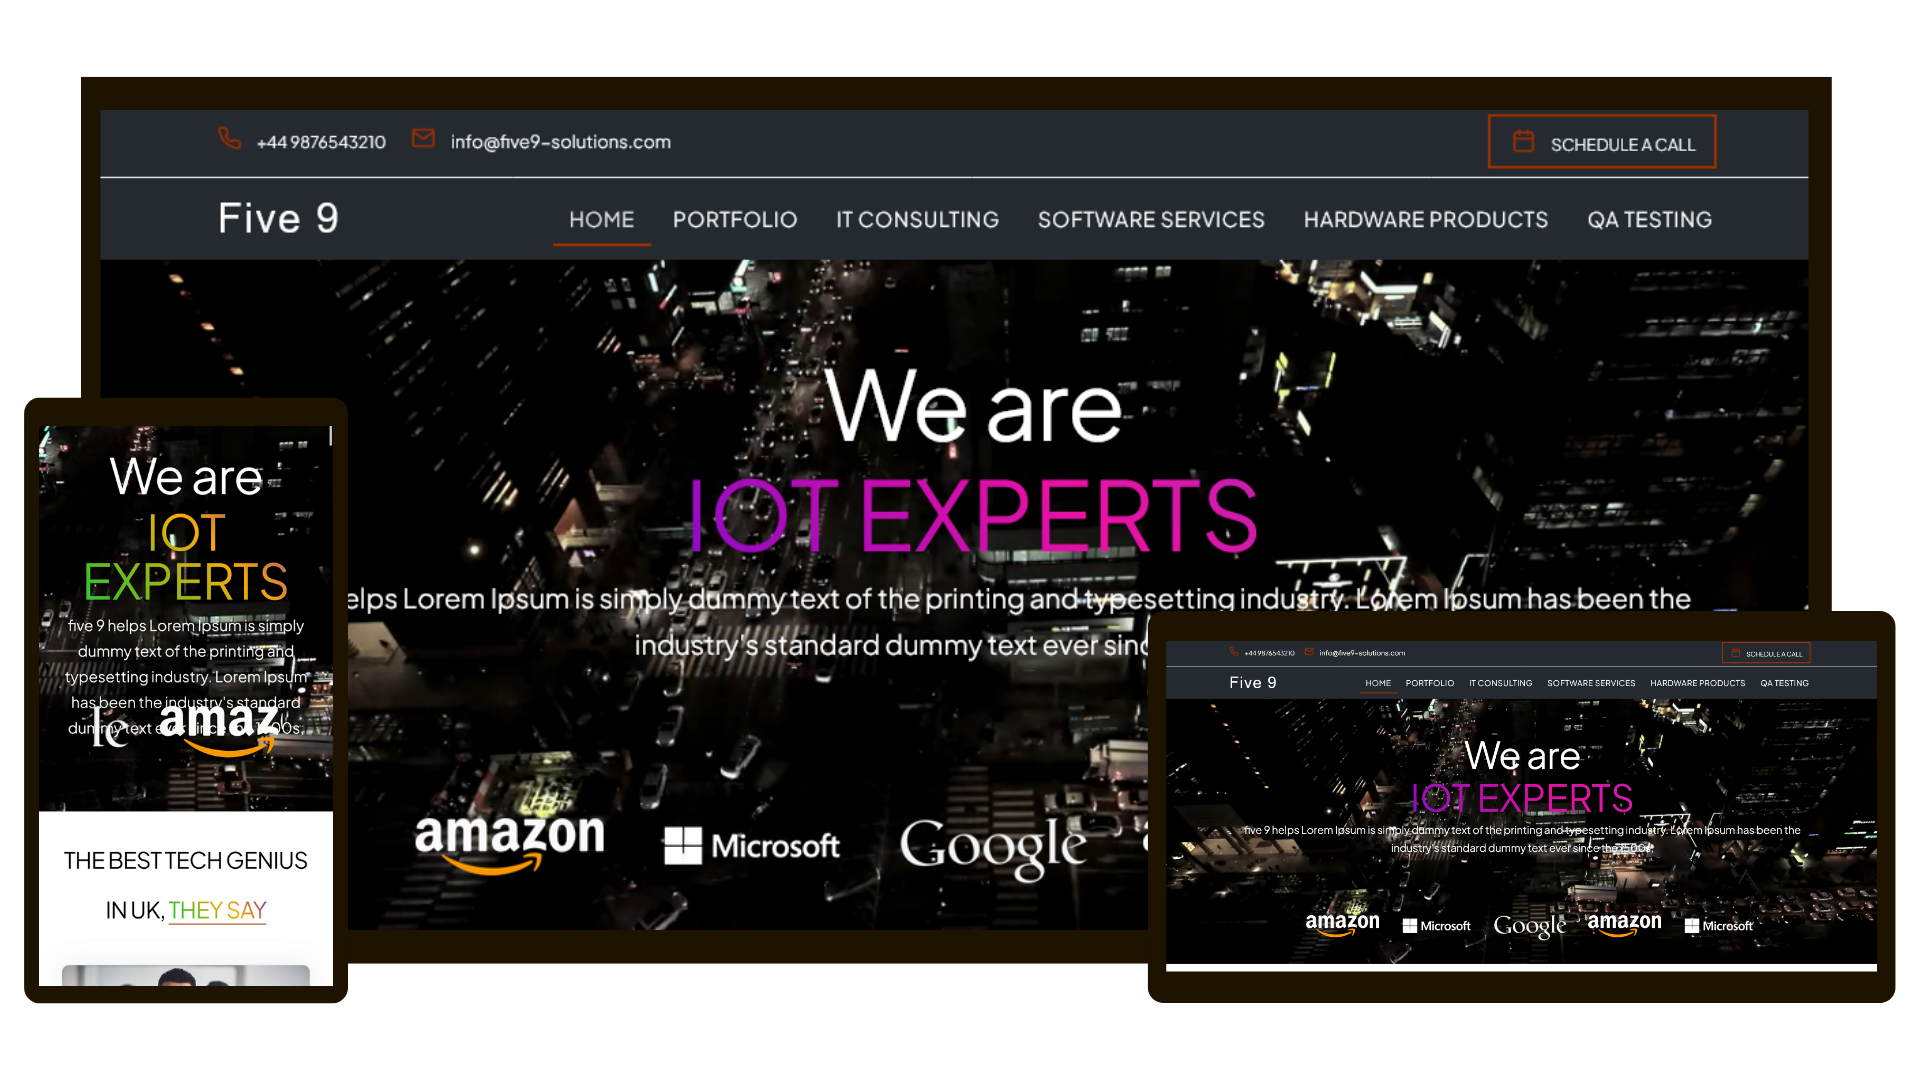 +44 9876543210 info@five9-solutions.com SCHEDULE A CALL
Five 9 HOME PORTFOLIO IT CONSULTING SOFTWARE SERVICES HARDWARE PRODUCTS QA TESTING
We are
IOT EXPERTS
elps Lorem Ipsum is simply dummy text of the printing and typesetting industry. Lorem Ipsum has been the
industry's standard dummy text ever sinc
amazon Microsoft Google
We are
IOT
EXPERTS
five 9 helps Lorem Ipsum is simply
dummy text of the printing and
typesetting industry. Lorem Ipsum
has been the industry's standard
dummy text ever since
le amaz
THE BEST TECH GENIUS
IN UK, THEY SAY
+44 9876543210 info@five9-solutions.com SCHEDULE A CALL
Five 9 HOME PORTFOLIO IT CONSULTING SOFTWARE SERVICES HARDWARE PRODUCTS QA TESTING
We are
IOT EXPERTS
five 9 helps Lorem Ipsum is simply dummy text of the printing and typesetting industry. Lorem Ipsum has been the
industry's standard dummy text ever since the 1500s,
amazon Microsoft Google amazon Microsoft